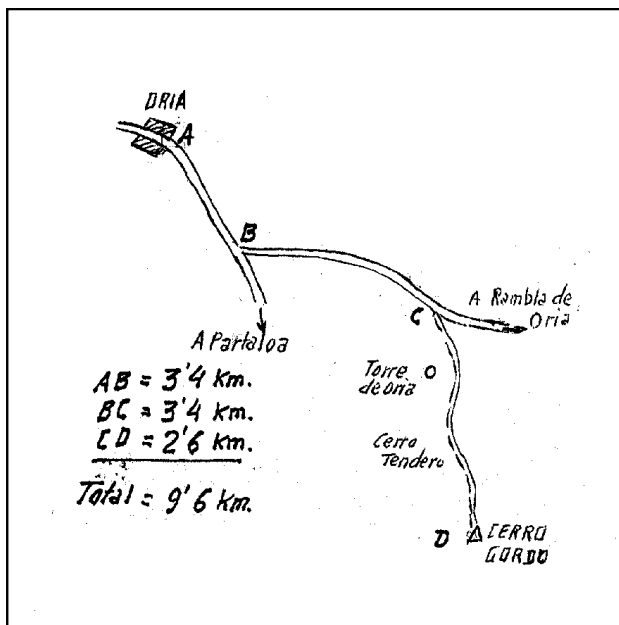 ORIA
A
B
A Rambla de
Oria
C
A Partaloa
Torre
de oria
AB = 3'4 Km.
BC = 3'4 Km.
CD = 2'6 Km.
Total = 9'6 Km.
Cerro
Tendero
D
CERRO
GORDO